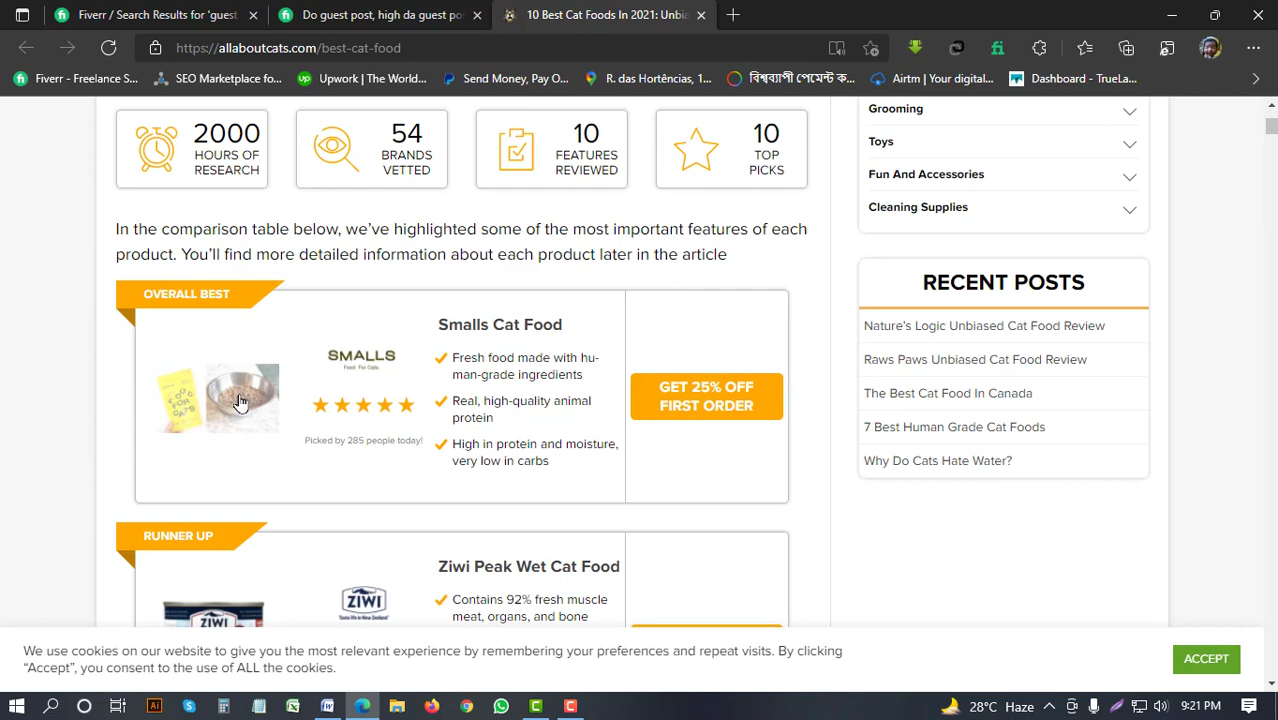 Fiverr / Search Results for 'guest
Do guest post, high da guest pos
10 Best Cat Foods In 2021: Unbia
https://allaboutcats.com/best-cat-food
Fiverr - Freelance S...
SEO Marketplace fo...
Upwork | The World...
Send Money, Pay O...
R. das Hortências, 1...
বিশ্বব্যাপী পেমেন্ট ক...
Airtm | Your digital...
Dashboard - TrueLa...
2000
HOURS OF
RESEARCH
54
BRANDS
VETTED
10
FEATURES
REVIEWED
10
TOP
PICKS
In the comparison table below, we've highlighted some of the most important features of each
product. You'll find more detailed information about each product later in the article
OVERALL BEST
SMALLS
Food. For Cats.
Picked by 285 people today!
Smalls Cat Food
Fresh food made with hu-
man-grade ingredients
Real, high-quality animal
protein
High in protein and moisture,
very low in carbs
GET 25% OFF
FIRST ORDER
RUNNER UP
ZIWI
ZIWI
Ziwi Peak Wet Cat Food
Contains 92% fresh muscle
meat, organs, and bone
Grooming
Toys
Fun And Accessories
Cleaning Supplies
RECENT POSTS
Nature's Logic Unbiased Cat Food Review
Raws Paws Unbiased Cat Food Review
The Best Cat Food In Canada
7 Best Human Grade Cat Foods
Why Do Cats Hate Water?
We use cookies on our website to give you the most relevant experience by remembering your preferences and repeat visits. By clicking
"Accept", you consent to the use of ALL the cookies.
ACCEPT
28°C Haze
9:21 PM